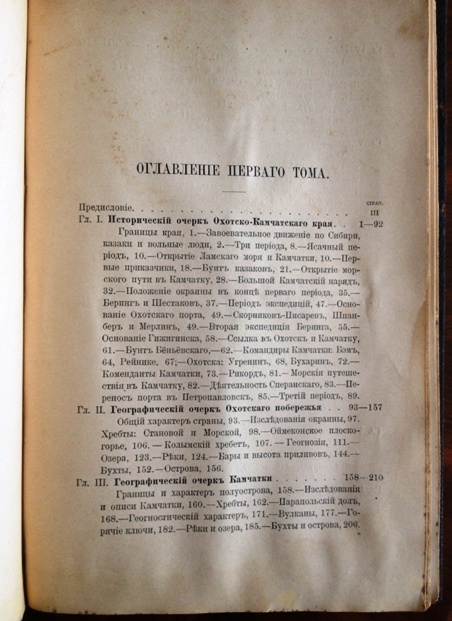 ОГЛАВЛЕНІЕ ПЕРВАГО ТОМА.
СТРАН.
Предисловіе. . . . . . . . . . . . . . . . . . . III
Гл. I. Историческій очеркъ Охотско-Камчатскаго края . . 1—92
Границы края, 1.—Завоевательное движеніе по Сибири,
казаки и вольные люди, 2.—Три періода, 8.—Ясачный пе-
ріодъ, 10.—Открытіе Ламскаго моря и Камчатки, 10.—Пер-
вые приказчики, 18.—Бунт казаковъ, 21.—Открытіе мор-
ского пути въ Камчатку, 28.—Большой Камчатскій нарядъ,
32.—Положеніе окраины въ концѣ перваго періода, 35.—
Берингъ и Шестаковъ, 37.—Періодъ экспедицій, 47.—Осно-
ваніе Охотскаго порта, 49.—Скорняковъ-Писаревъ, Шпан-
беръ и Мерлинъ, 49.—Вторая экспедиція Беринга, 55.—
Основаніе Гижигинска, 58.—Ссылка въ Охотскъ и Камчатку,
61.—Бунтъ Бѣньёвскаго,—62.—Командиры Камчатки: Бэмъ,
64, Рейнике, 67;—Охотска: Угренинъ, 68, Бухаринъ, 72.—
Коменданты Камчатки, 73.—Рикордъ, 81.—Морскія путеше-
ствія въ Камчатку, 82.—Дѣятельность Сперанскаго, 83.—Пе-
реносъ порта въ Петропавловскъ, 85.—Третій періодъ, 89.
Гл. II. Географическій очеркъ Охотскаго побережья . . 93—157
Общій характеръ страны, 93.—Изслѣдованія окраины, 97.
Хребты: Становой и Морской, 98.—Оймеконское плоско-
горье, 106.—Колымскій хребетъ, 107.—Геогнозія, 111.—
Озера, 123.—Рѣки, 124.—Бары и высота приливовъ, 144.—
Бухты, 152.—Острова, 156.
Гл. III. Географическій очеркъ Камчатки . . . . . . . 158—210
Границы и характеръ полуострова, 158.—Изслѣдованія
и описи Камчатки, 160.—Хребты, 162.—Парапольскій долъ,
168.—Геогностическій характеръ, 171.—Вулканы, 177.—Го-
рячіе ключи, 182.—Рѣки и озера, 185.—Бухты и острова, 206.